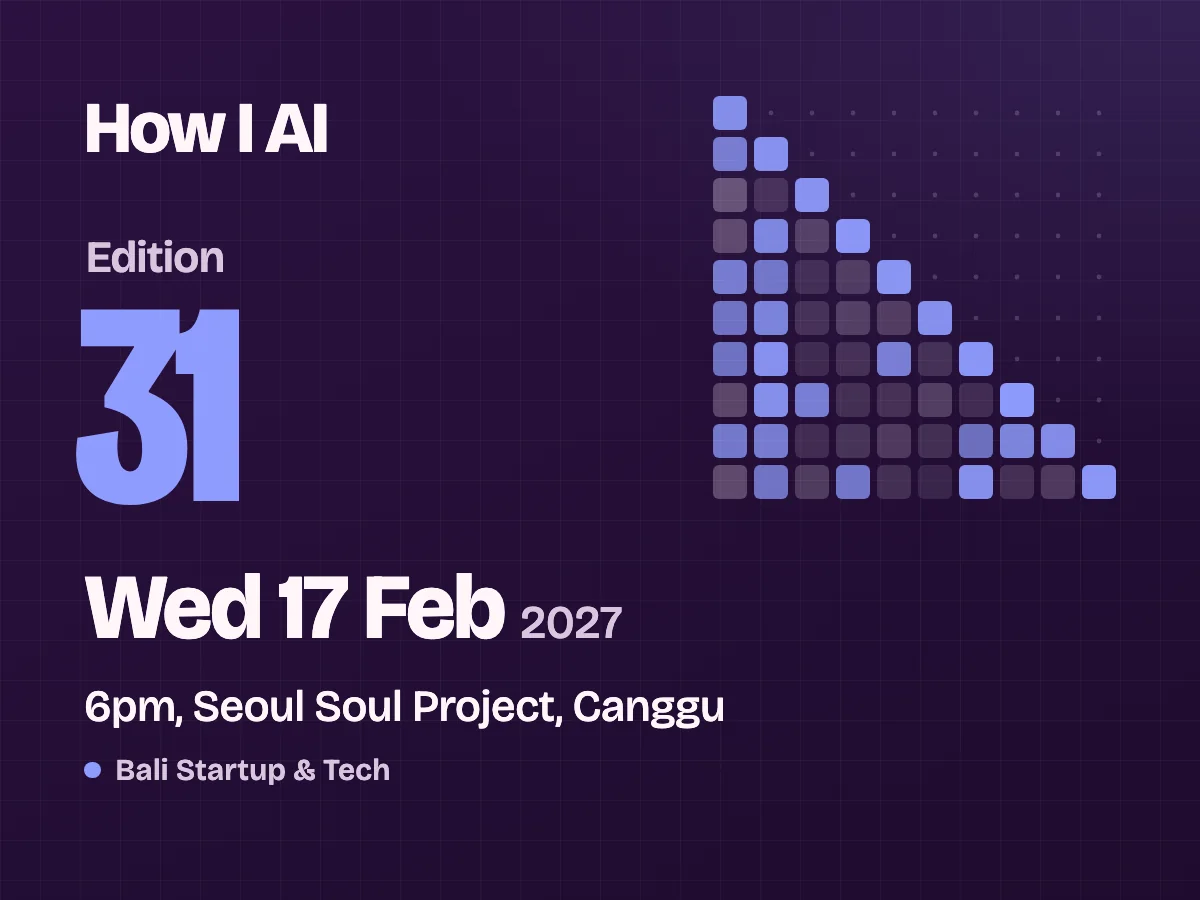 How I AI
Edition
31
Wed 17 Feb 2027
6pm, Seoul Soul Project, Canggu
Bali Startup & Tech